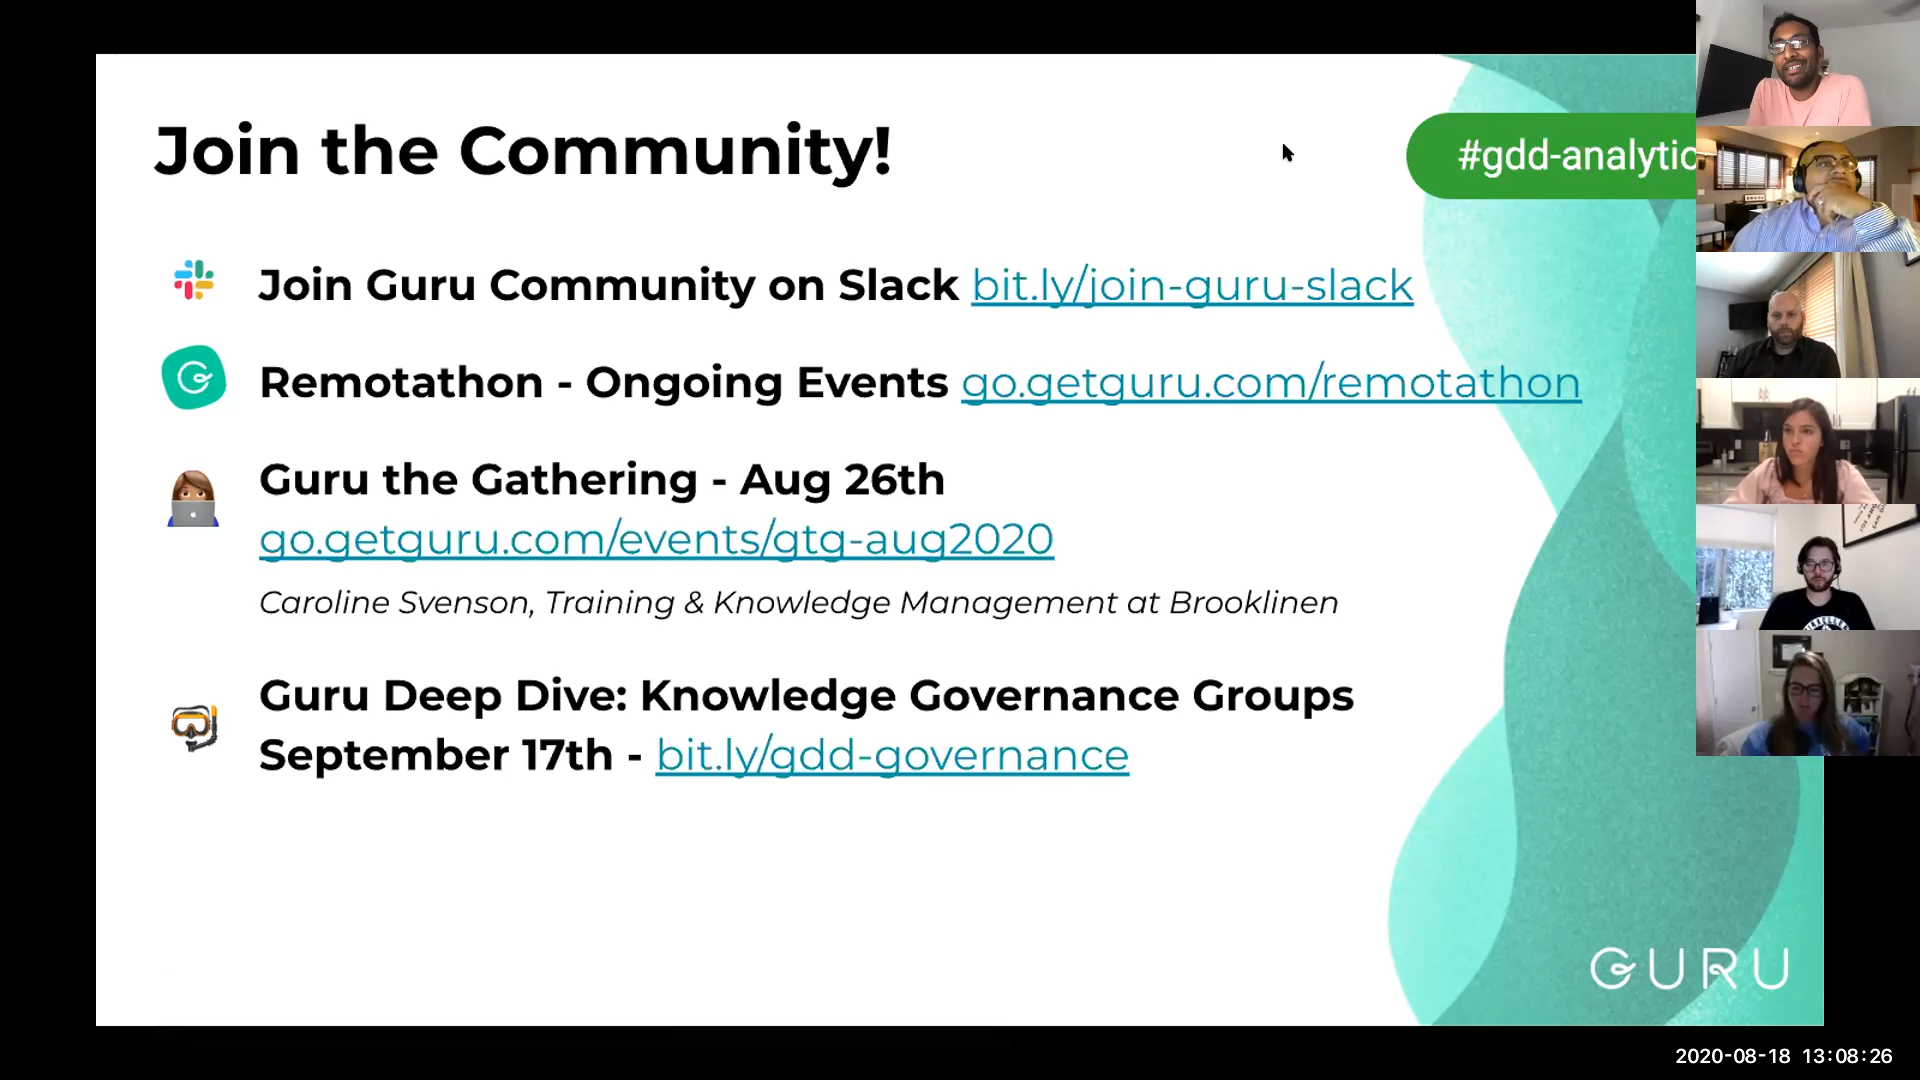 Join the Community!
#gdd-analytic
Join Guru Community on Slack bit.ly/join-guru-slack
Remotathon - Ongoing Events go.getguru.com/remotathon
Guru the Gathering - Aug 26th
go.getguru.com/events/gtg-aug2020
Caroline Svenson, Training & Knowledge Management at Brooklinen
Guru Deep Dive: Knowledge Governance Groups
September 17th - bit.ly/gdd-governance
GURU
2020-08-18 13:08:26